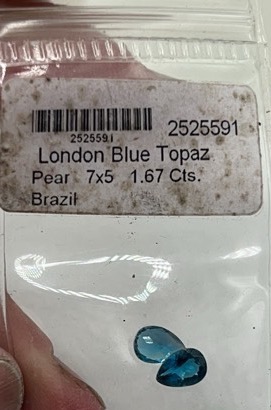 2525591
2525591
London Blue Topaz
Pear 7x5 1.67 Cts.
Brazil